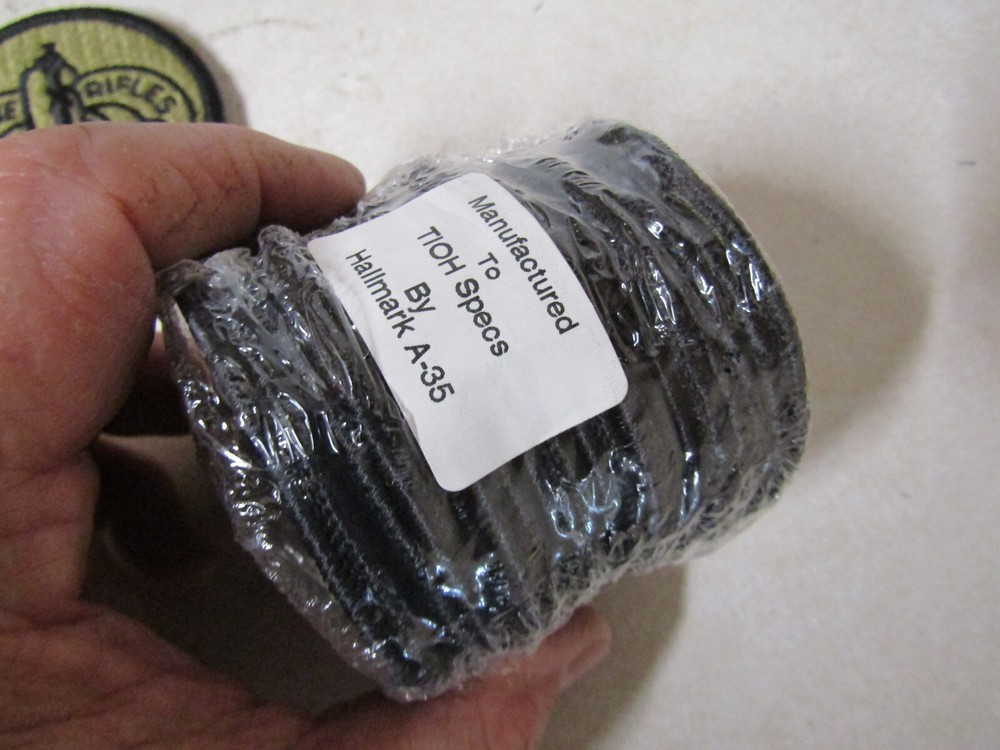 RIFLES
Manufactured
To
TIOH Specs
By
Hallmark A-35